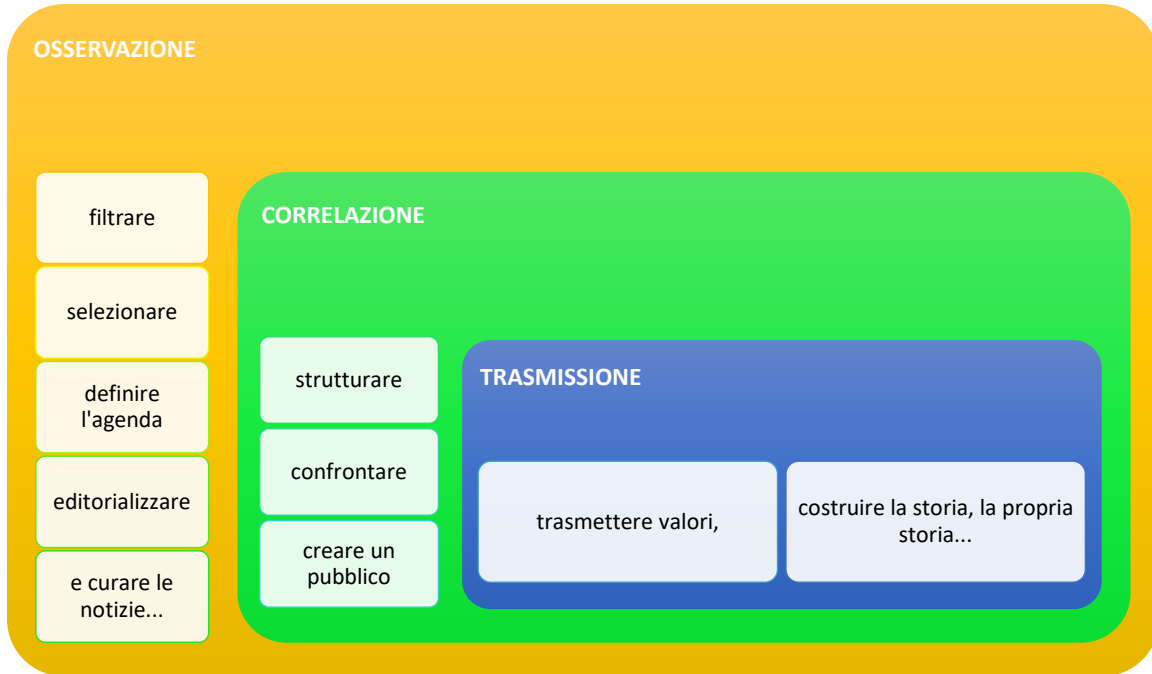 OSSERVAZIONE
filtrare
selezionare
definire
l'agenda
editorializzare
e curare le
notizie...
CORRELAZIONE
strutturare
confrontare
creare un
pubblico
TRASMISSIONE
trasmettere valori,
costruire la storia, la propria
storia...